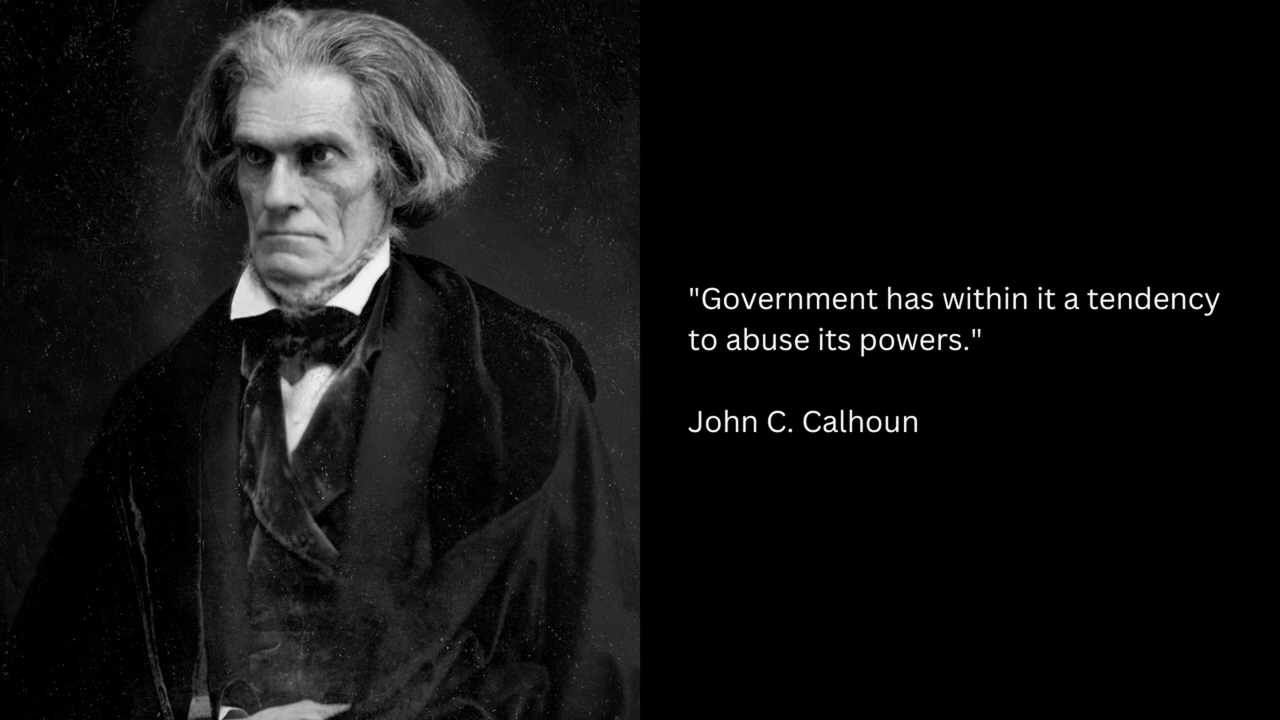 "Government has within it a tendency
to abuse its powers."
John C. Calhoun